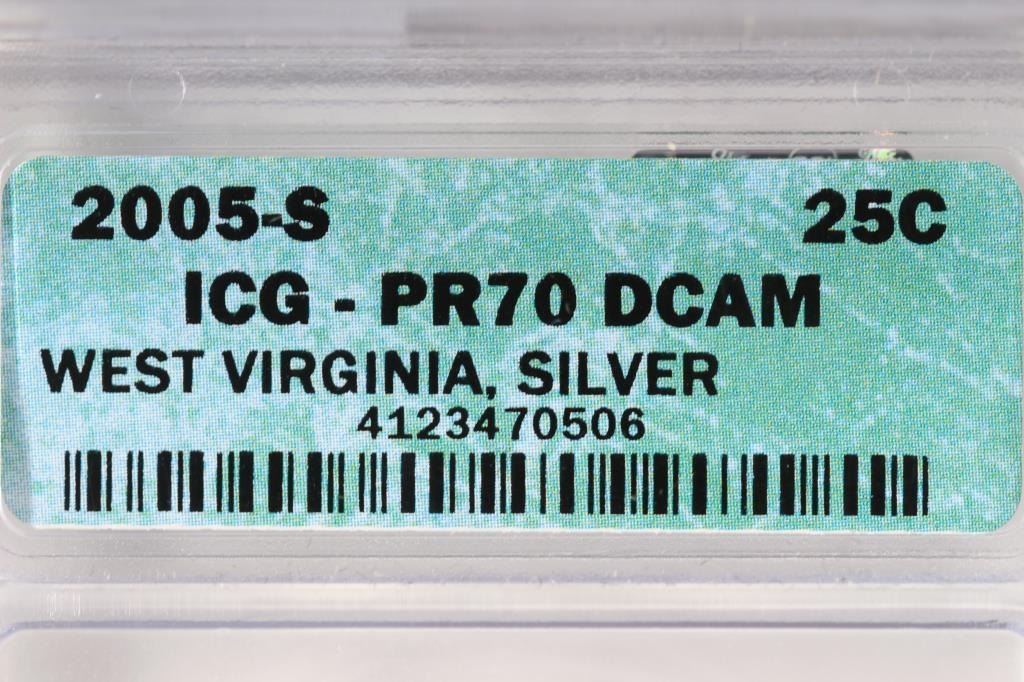 2005-S 25C
ICG - PR70 DCAM
WEST VIRGINIA, SILVER
4123470506